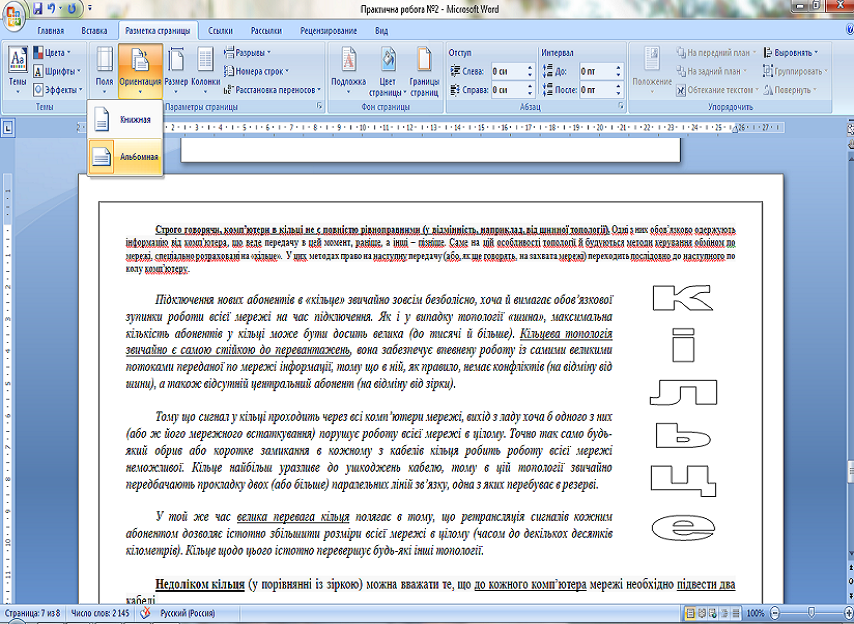 Практична робота №2 - Microsoft Word
Главная Вставка Разметка страницы Ссылки Рассылки Рецензирование Вид
Темы
Цвета
Шрифты
Эффекты
Темы
Поля
Ориентация
Размер
Колонки
Разрывы
Номера строк
Расстановка переносов
Параметры страницы
Подложка
Цвет страницы
Границы страниц
Фон страницы
Отступ
Слева: 0 см
Справа: 0 см
Интервал
До: 0 пт
После: 0 пт
Абзац
Положение
На передний план
На задний план
Обтекание текстом
Выровнять
Группировать
Повернуть
Упорядочить
Книжная
Альбомная
Строго говорячи, комп'ютери в кільці не є повністю рівноправними (у відмінність, наприклад, від шинної топології). Одні з них обов'язково одержують
інформацію від комп'ютера, що веде передачу в цей момент, раніше, а інші – пізніше. Саме на цій особливості топології й будуються методи керування обміном по
мережі, спеціально розраховані на «кільце». У цих методах право на наступну передачу (або, як ще говорять, на захвата мережі) переходить послідовно до наступного по
колу комп'ютеру.
Підключення нових абонентів в «кільце» звичайно зовсім безболісно, хоча й вимагає обов'язкової
зупинки роботи всієї мережі на час підключення. Як і у випадку топології «шина», максимальна
кількість абонентів у кільці може бути досить велика (до тисячі й більше). Кільцева топологія
звичайно є самою стійкою до перевантажень, вона забезпечує впевнену роботу із самими великими
потоками переданої по мережі інформації, тому що в ній, як правило, немає конфліктів (на відміну від
шини), а також відсутній центральний абонент (на відміну від зірки).
Тому що сигнал у кільці проходить через всі комп'ютери мережі, вихід з ладу хоча б одного з них
(або ж його мережного встаткування) порушує роботу всієї мережі в цілому. Точно так само будь-
який обрив або коротке замикання в кожному з кабелів кільця робить роботу всієї мережі
неможливої. Кільце найбільш уразливе до ушкоджень кабелю, тому в цій топології звичайно
передбачають прокладку двох (або більше) паралельних ліній зв'язку, одна з яких перебуває в резерві.
У той же час велика перевага кільця полягає в тому, що ретрансляція сигналів кожним
абонентом дозволяє істотно збільшити розміри всієї мережі в цілому (часом до декількох десятків
кілометрів). Кільце щодо цього істотно перевершує будь-які інші топології.
Недоліком кільця (у порівнянні із зіркою) можна вважати те, що до кожного комп'ютера мережі необхідно підвести два
кабелі
К
і
л
ь
ц
е
Страница: 7 из 8 Число слов: 2 145 Русский (Россия) 100%